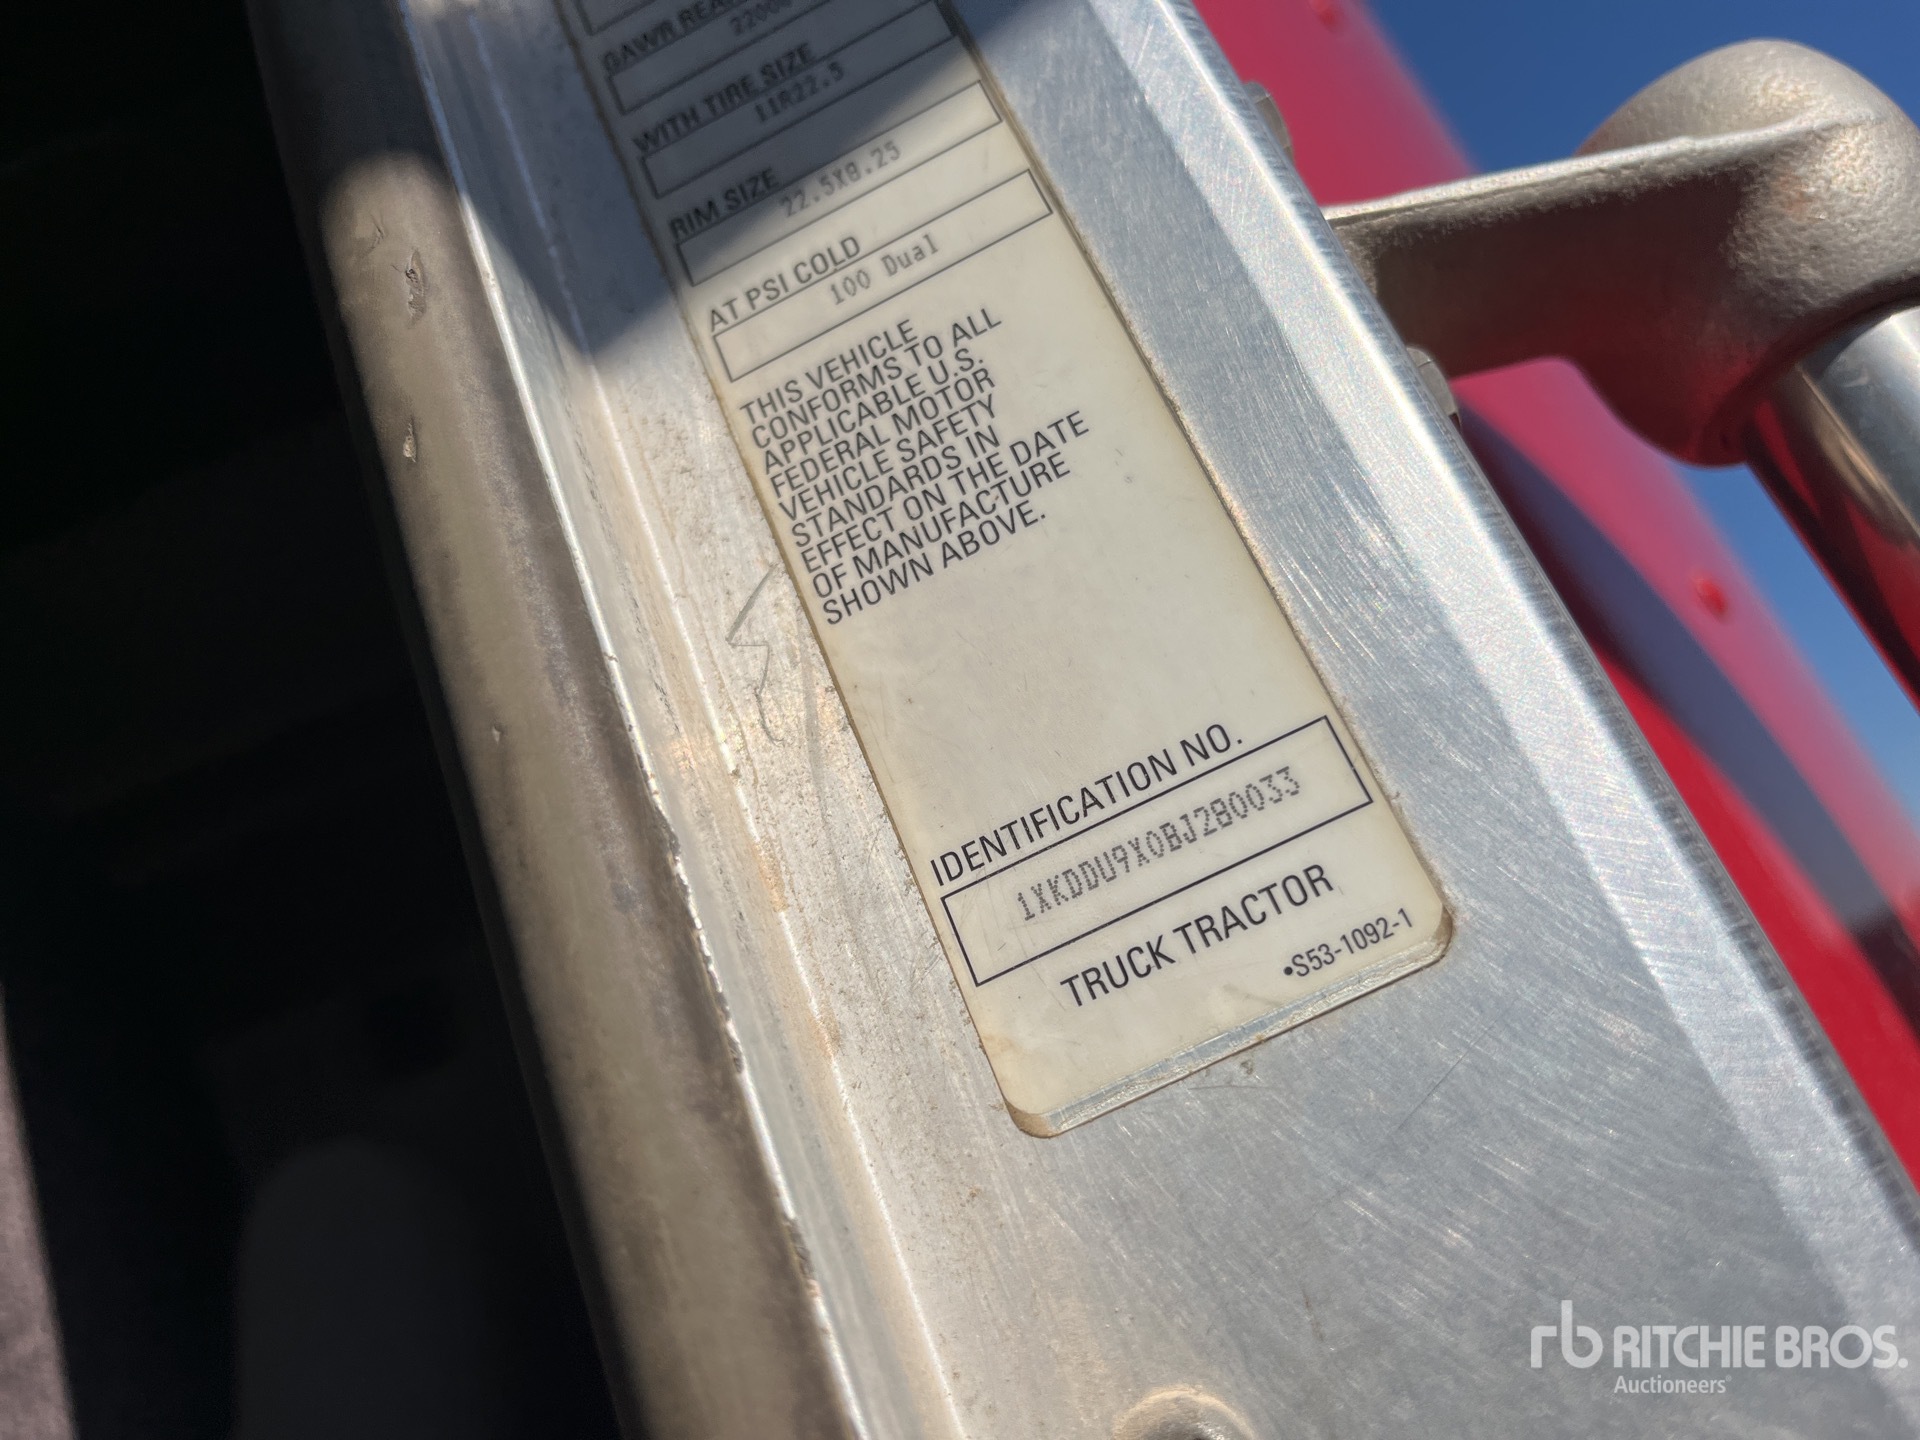 GAWR REAR
WITH TIRE SIZE
11R22.5
RIM SIZE
22.5X8.25
AT PSI COLD
100 Dual
THIS VEHICLE
CONFORMS TO ALL
APPLICABLE U.S.
FEDERAL MOTOR
VEHICLE SAFETY
STANDARDS IN
EFFECT ON THE DATE
OF MANUFACTURE
SHOWN ABOVE.
IDENTIFICATION NO.
1XKDDU9X0BJ280033
TRUCK TRACTOR
•S53-1092-1
rb RITCHIE BROS.
Auctioneers